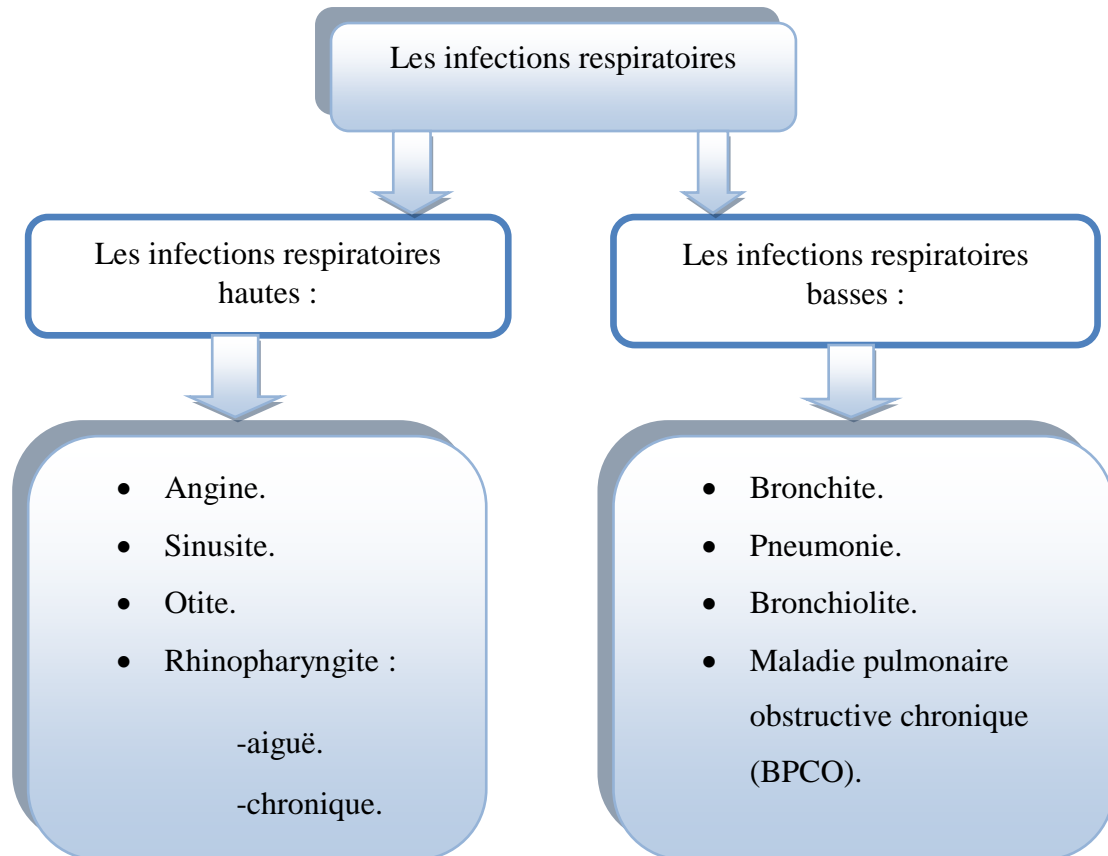 Les infections respiratoires
Les infections respiratoires
hautes :
Les infections respiratoires
basses :
• Angine.
• Sinusite.
• Otite.
• Rhinopharyngite :
-aiguë.
-chronique.
• Bronchite.
• Pneumonie.
• Bronchiolite.
• Maladie pulmonaire
obstructive chronique
(BPCO).